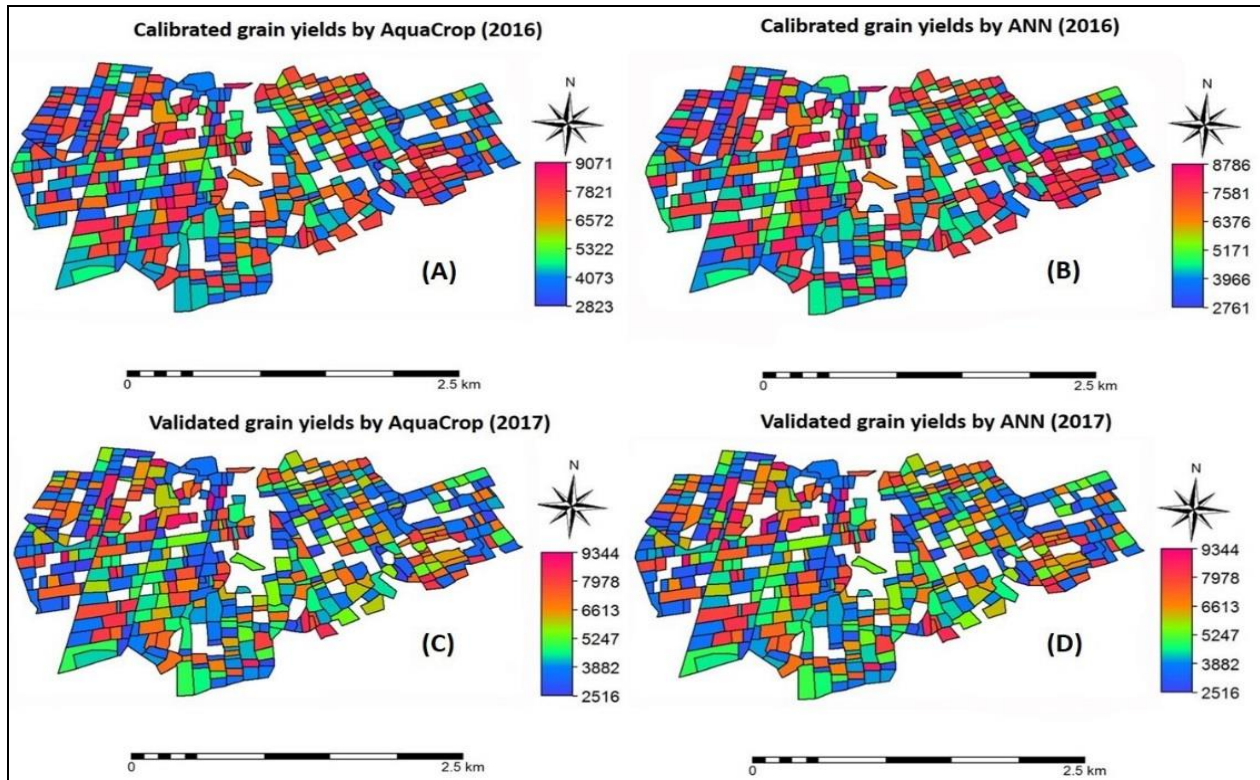 Calibrated grain yields by AquaCrop (2016)
N
9071
7821
6572
5322
4073
2823
(A)
0 2.5 km
Calibrated grain yields by ANN (2016)
N
8786
7581
6376
5171
3966
2761
(B)
0 2.5 km
Validated grain yields by AquaCrop (2017)
N
9344
7978
6613
5247
3882
2516
(C)
0 2.5 km
Validated grain yields by ANN (2017)
N
9344
7978
6613
5247
3882
2516
(D)
0 2.5 km